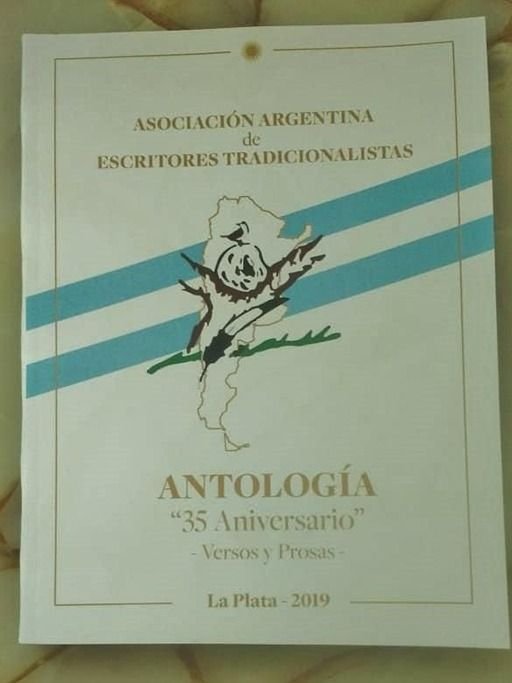 ASOCIACIÓN ARGENTINA
de
ESCRITORES TRADICIONALISTAS
ANTOLOGÍA
“35 Aniversario”
- Versos y Prosas -
La Plata - 2019